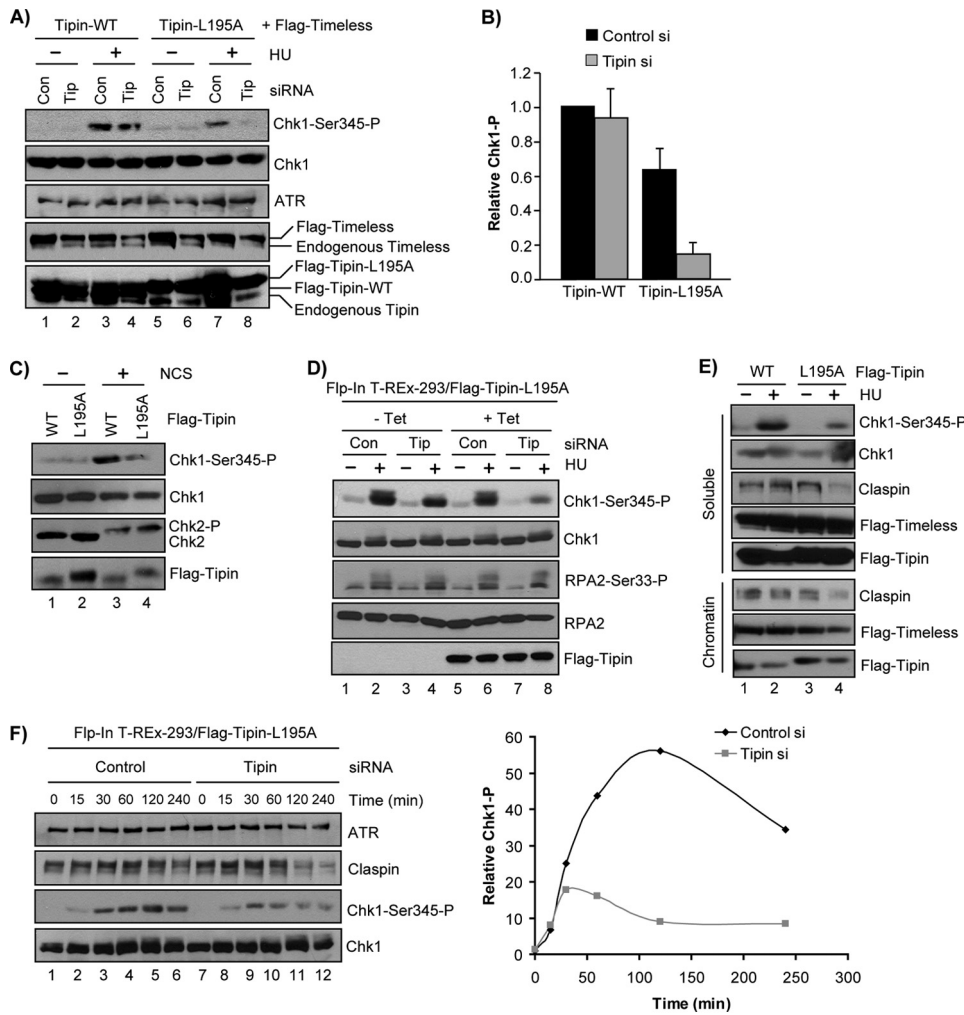 A)
Tipin-WT Tipin-L195A + Flag-Timeless
− + − + HU
Con Tip Con Tip Con Tip Con Tip siRNA
Chk1-Ser345-P
Chk1
ATR
Flag-Timeless
Endogenous Timeless
Flag-Tipin-L195A
Flag-Tipin-WT
Endogenous Tipin
1 2 3 4 5 6 7 8
B)
Control si
Tipin si
Relative Chk1-P
1.2
1.0
0.8
0.6
0.4
0.2
0.0
Tipin-WT Tipin-L195A
C)
− + NCS
WT L195A WT L195A Flag-Tipin
Chk1-Ser345-P
Chk1
Chk2-P
Chk2
Flag-Tipin
1 2 3 4
D)
Flp-In T-REx-293/Flag-Tipin-L195A
- Tet + Tet
Con Tip Con Tip siRNA
− + − + − + − + HU
Chk1-Ser345-P
Chk1
RPA2-Ser33-P
RPA2
Flag-Tipin
1 2 3 4 5 6 7 8
E)
WT L195A Flag-Tipin
− + − + HU
Soluble
Chk1-Ser345-P
Chk1
Claspin
Flag-Timeless
Flag-Tipin
Chromatin
Claspin
Flag-Timeless
Flag-Tipin
1 2 3 4
F)
Flp-In T-REx-293/Flag-Tipin-L195A
Control Tipin siRNA
0 15 30 60 120 240 0 15 30 60 120 240 Time (min)
ATR
Claspin
Chk1-Ser345-P
Chk1
1 2 3 4 5 6 7 8 9 10 11 12
Control si
Tipin si
Relative Chk1-P
60
50
40
30
20
10
0
0 50 100 150 200 250 300
Time (min)